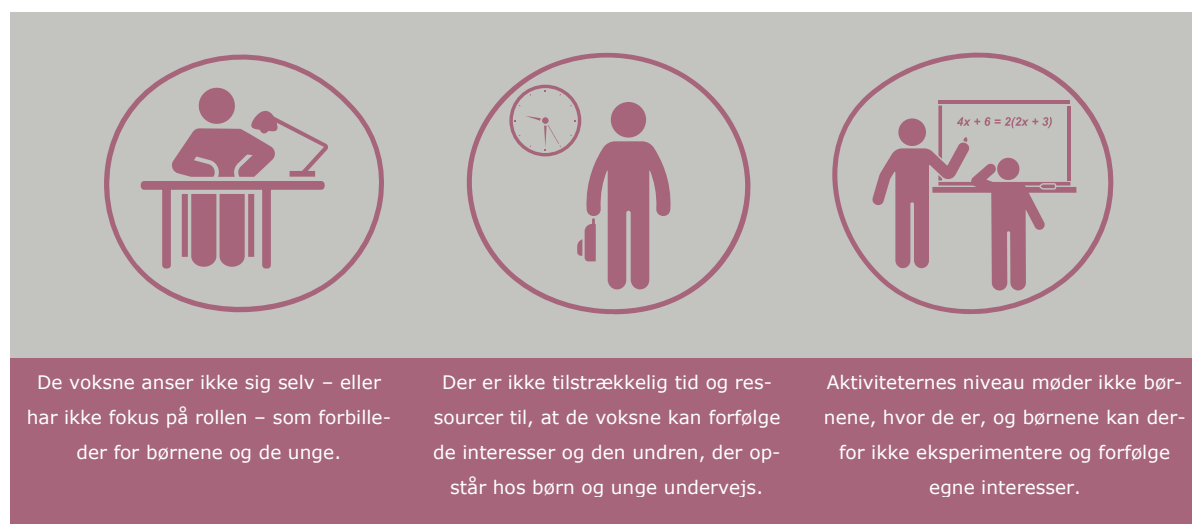 4x + 6 = 2(2x + 3)
De voksne anser ikke sig selv – eller
har ikke fokus på rollen – som forbille-
der for børnene og de unge.
Der er ikke tilstrækkelig tid og res-
sourcer til, at de voksne kan forfølge
de interesser og den undren, der op-
står hos børn og unge undervejs.
Aktiviteternes niveau møder ikke bør-
nene, hvor de er, og børnene kan der-
for ikke eksperimentere og forfølge
egne interesser.